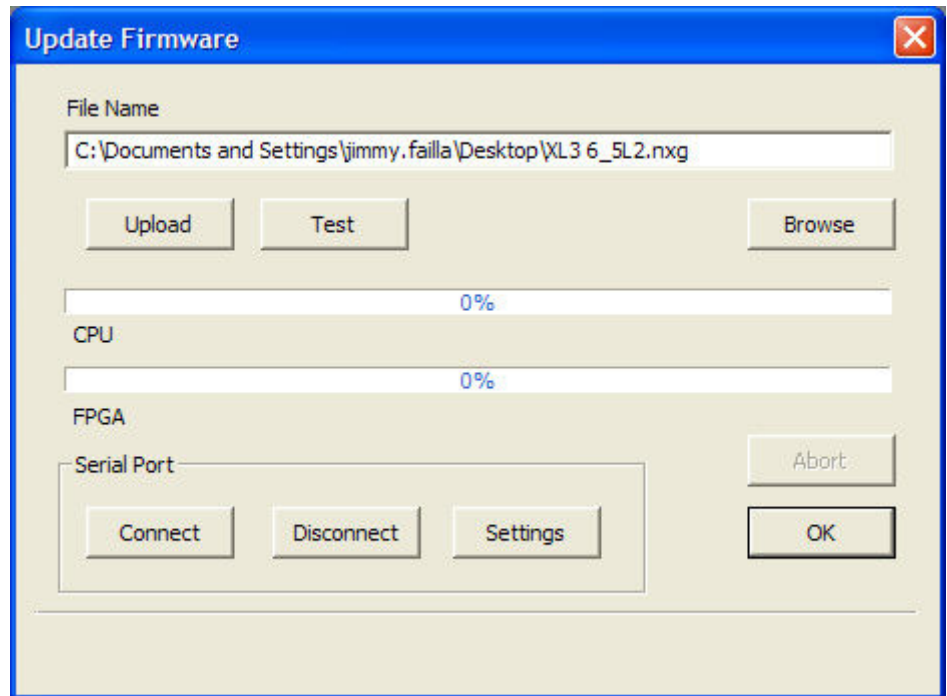 Update Firmware
File Name
C:\Documents and Settings\jimmy.failla\Desktop\XL3 6_5L2.nxg
Upload Test Browse
0%
CPU
0%
FPGA
Serial Port
Abort
Connect Disconnect Settings OK